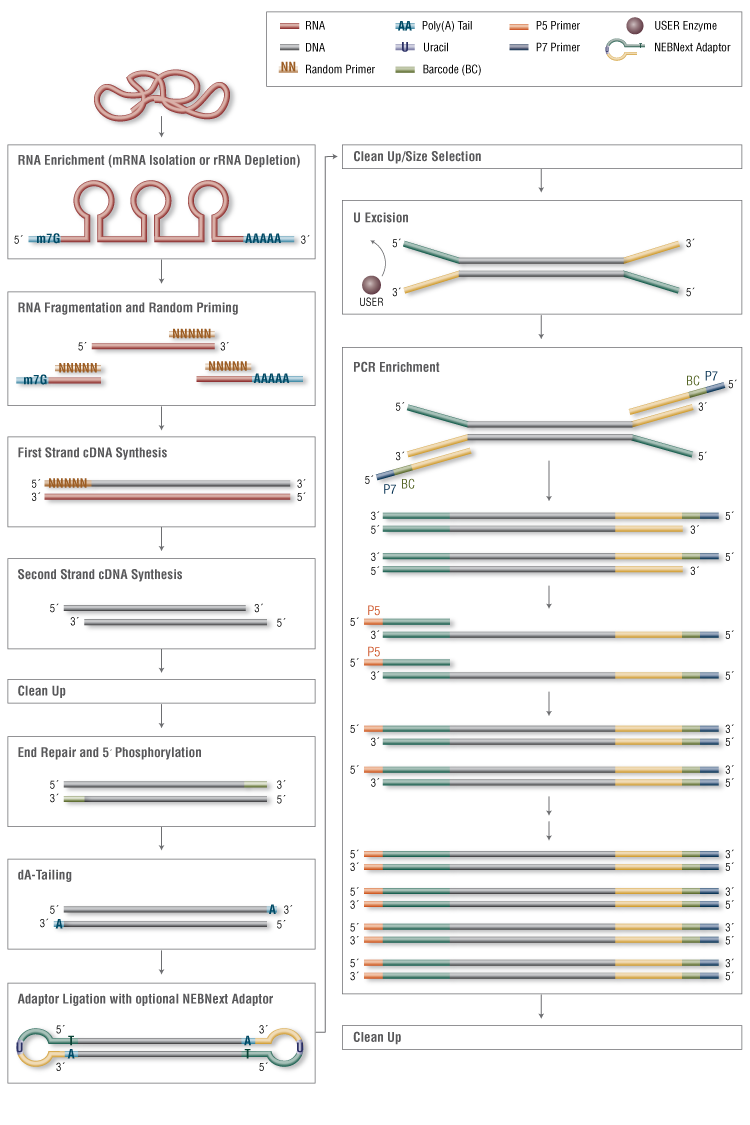 RNA
DNA
NN
Random Primer
AA
Poly(A) Tail
U
Uracil
Barcode (BC)
P5 Primer
P7 Primer
USER Enzyme
T
NEBNext Adaptor
RNA Enrichment (mRNA Isolation or rRNA Depletion)
5´ m7G AAAAA 3´
RNA Fragmentation and Random Priming
NNNNN
5´ 3´
NNNNN NNNNN
m7G AAAAA
First Strand cDNA Synthesis
5´ NNNNN 3´
3´ 5´
Second Strand cDNA Synthesis
5´ 3´
3´ 5´
Clean Up
End Repair and 5´ Phosphorylation
5´ 3´
3´ 5´
dA-Tailing
5´ A 3´
3´ A 5´
Adaptor Ligation with optional NEBNext Adaptor
5´ 3´
T A
U U
A T
3´ 5´
Clean Up/Size Selection
U Excision
5´ 3´
3´ 5´
USER
PCR Enrichment
BC P7 5´
5´ 3´
3´ 5´
5´ P7 BC
3´ 5´
5´ 3´
3´ 5´
5´ 3´
P5
5´
3´ 5´
P5
5´
3´ 5´
5´ 3´
3´ 5´
5´ 3´
3´ 5´
5´ 3´
3´ 5´
5´ 3´
3´ 5´
5´ 3´
3´ 5´
5´ 3´
3´ 5´
Clean Up